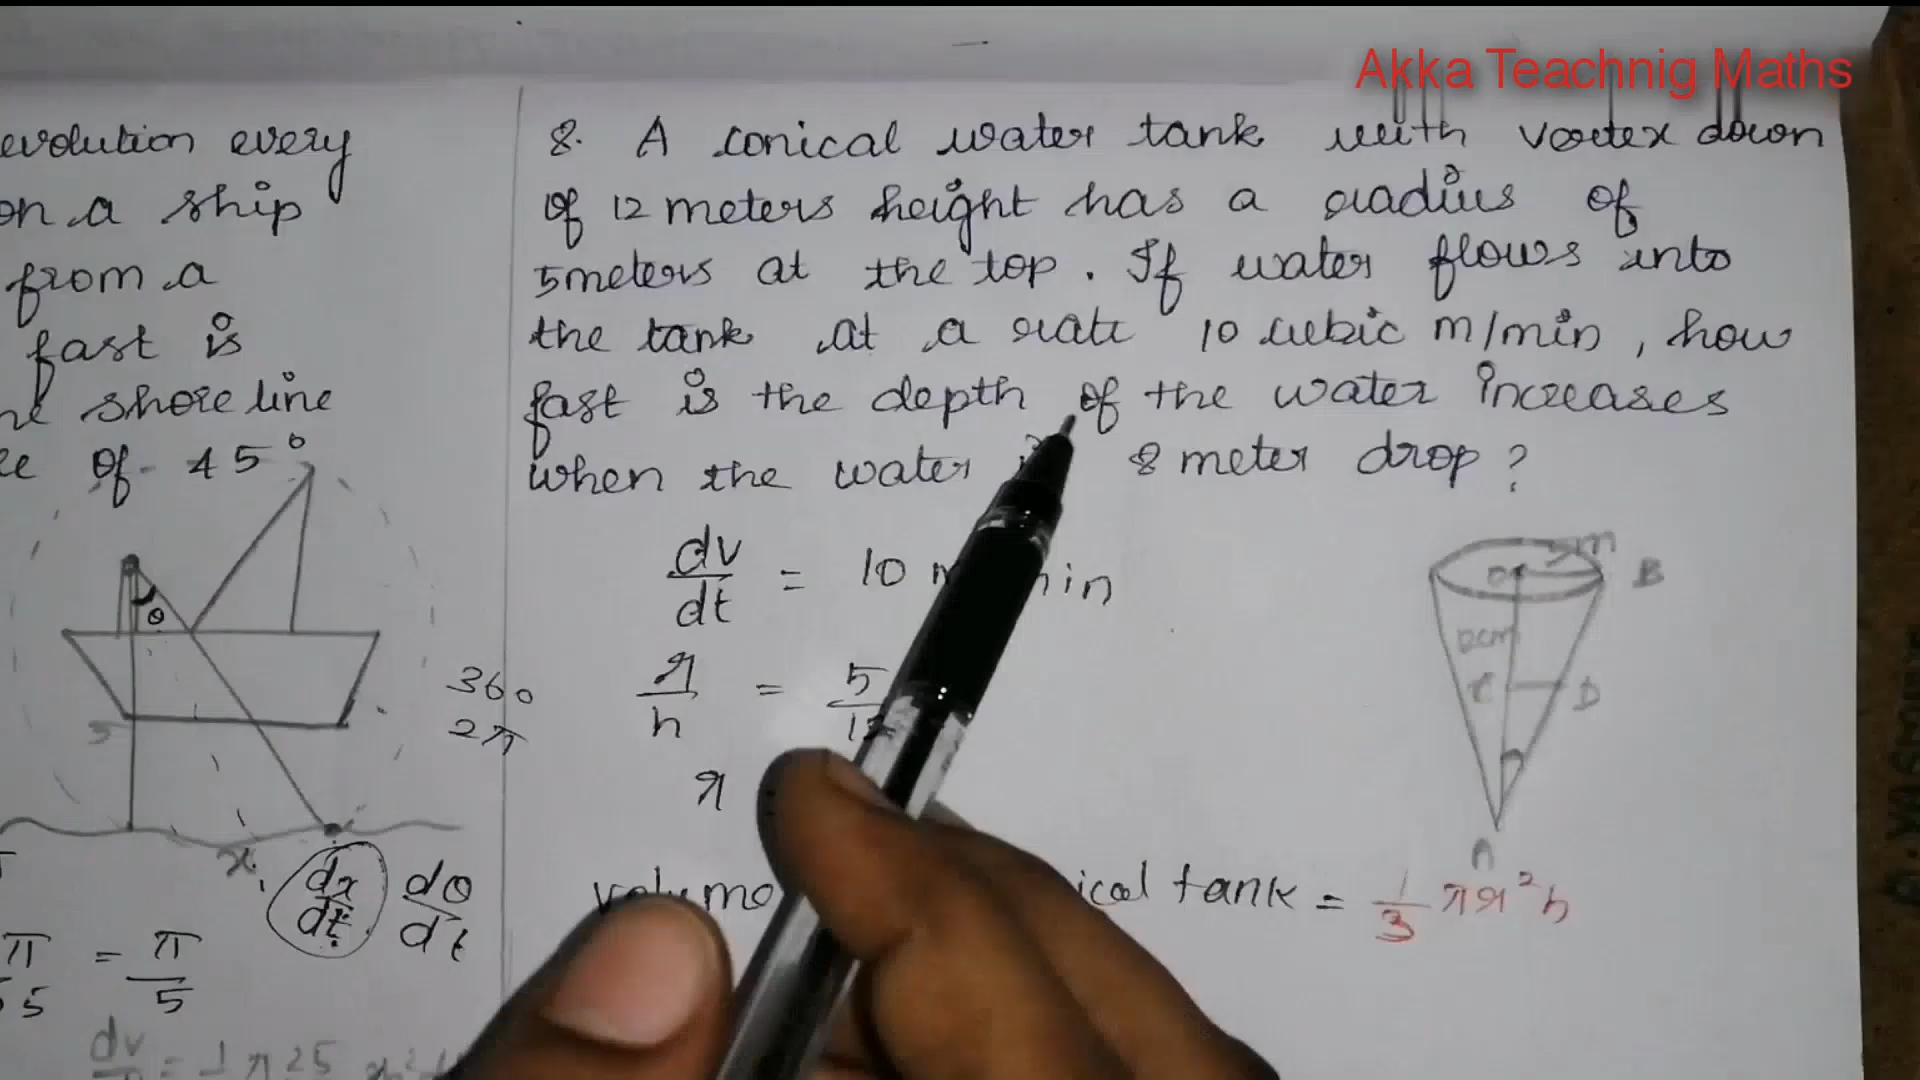 Akka Teachnig Maths
evolution every
on a ship
from a
fast is
shore line
Of 45°
θ
360
2π
x
dx/dt dθ/dt
= π/5
8. A conical water tank with vertex down
Of 12 meters height has a radius of
5meters at the top. If water flows into
the tank at a rate 10 cubic m/min, how
fast is the depth of the water increases
when the water 8 meter drop?
dv/dt = 10
r/h = 5
r
tank = 1/3 πr²h
5m
B
D
A